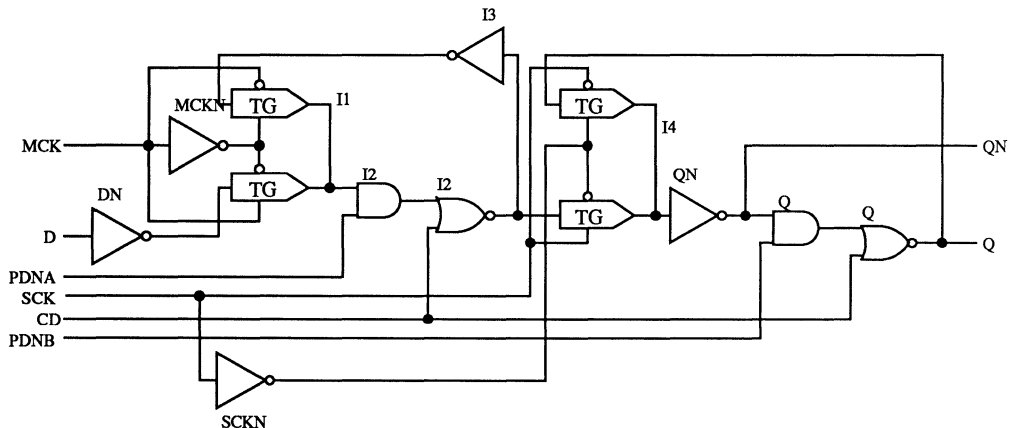 I3
MCKN
TG
I1
TG
I4
MCK
QN
DN
TG
I2
I2
QN
Q
Q
TG
D
Q
PDNA
SCK
CD
PDNB
SCKN